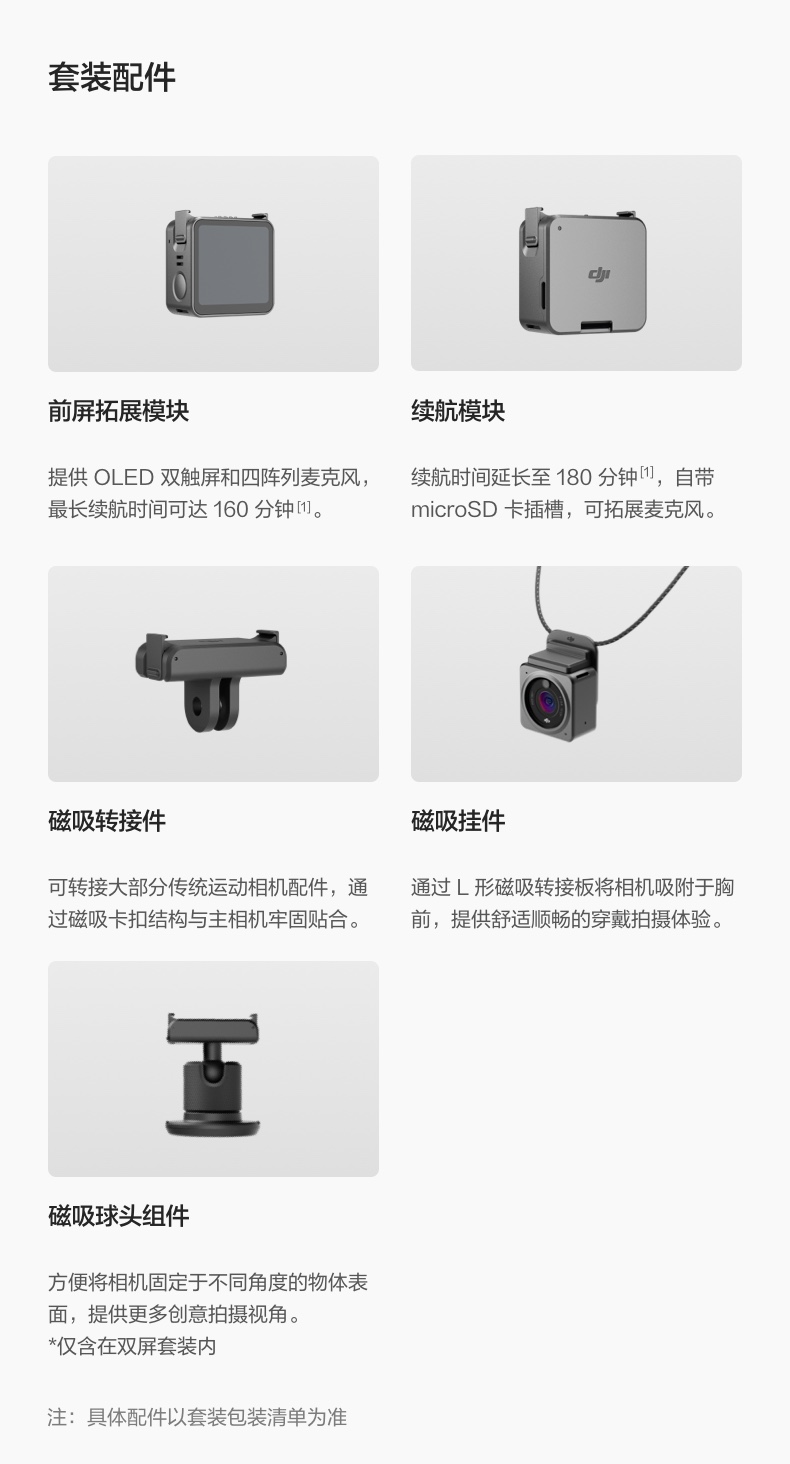 套装配件
dji
前屏拓展模块
提供 OLED 双触屏和四阵列麦克风，
最长续航时间可达 160 分钟[1]。
续航模块
续航时间延长至 180 分钟[1]，自带
microSD 卡插槽，可拓展麦克风。
磁吸转接件
可转接大部分传统运动相机配件，通
过磁吸卡扣结构与主相机牢固贴合。
磁吸挂件
通过 L 形磁吸转接板将相机吸附于胸
前，提供舒适顺畅的穿戴拍摄体验。
磁吸球头组件
方便将相机固定于不同角度的物体表
面，提供更多创意拍摄视角。
*仅含在双屏套装内
注：具体配件以套装包装清单为准